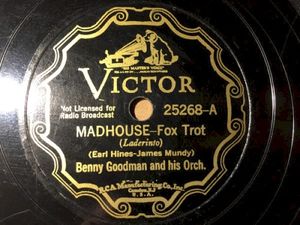 "HIS MASTER'S VOICE"
VICTOR
Not Licensed for
Radio Broadcast
25268-A
MADHOUSE—Fox Trot
(Laderinto)
(Earl Hines-James Mundy)
Benny Goodman and his Orch.
R.C.A. Manufacturing Co., Inc.
Camden, N.J.
U.S.A.